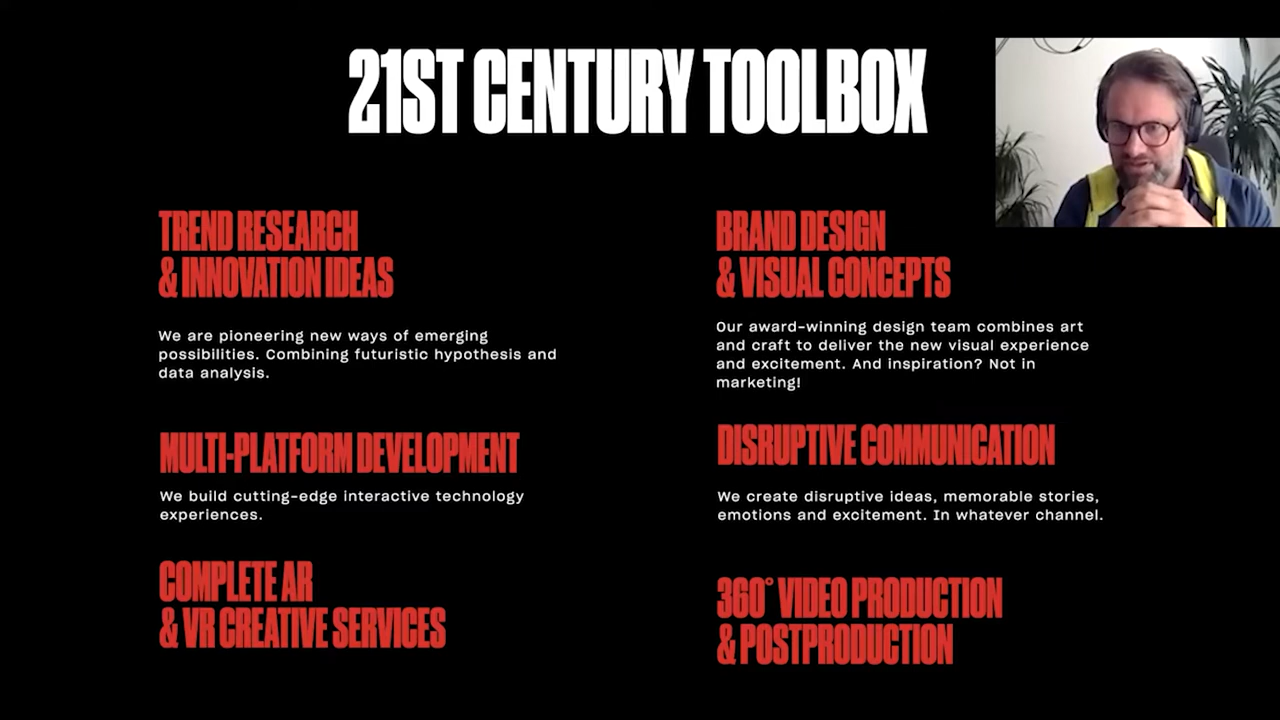 21ST CENTURY TOOLBOX
TREND RESEARCH
& INNOVATION IDEAS
We are pioneering new ways of emerging
possibilities. Combining futuristic hypothesis and
data analysis.
MULTI-PLATFORM DEVELOPMENT
We build cutting-edge interactive technology
experiences.
COMPLETE AR
& VR CREATIVE SERVICES
BRAND DESIGN
& VISUAL CONCEPTS
Our award-winning design team combines art
and craft to deliver the new visual experience
and excitement. And inspiration? Not in
marketing!
DISRUPTIVE COMMUNICATION
We create disruptive ideas, memorable stories,
emotions and excitement. In whatever channel.
360° VIDEO PRODUCTION
& POSTPRODUCTION